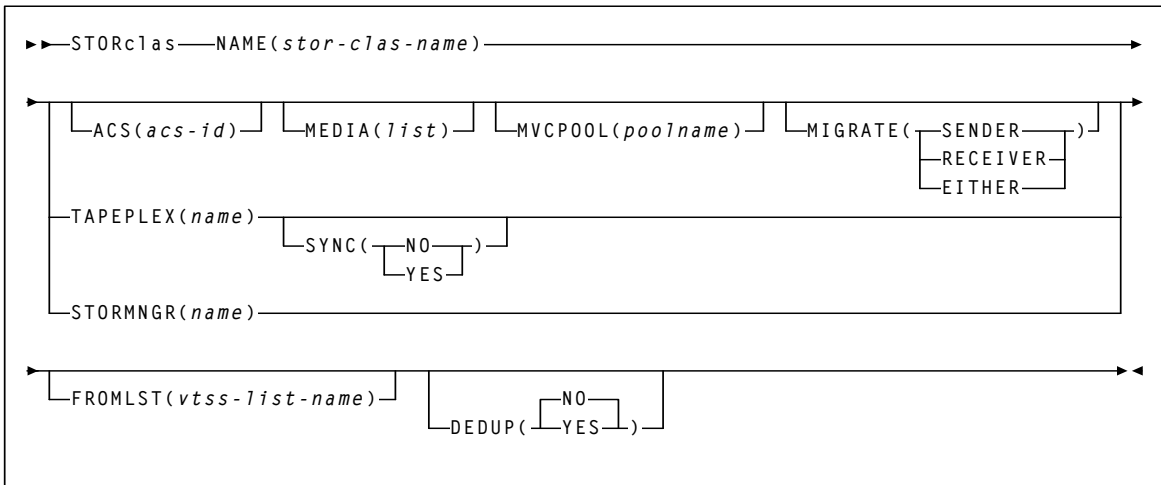 STORclas NAME(stor-clas-name)
ACS(acs-id) MEDIA(list) MVCPOOL(poolname) MIGRATE( SENDER )
RECEIVER
EITHER
TAPEPLEX(name)
SYNC( NO )
YES
STORMNGR(name)
FROMLST(vtss-list-name) NO
DEDUP( YES )